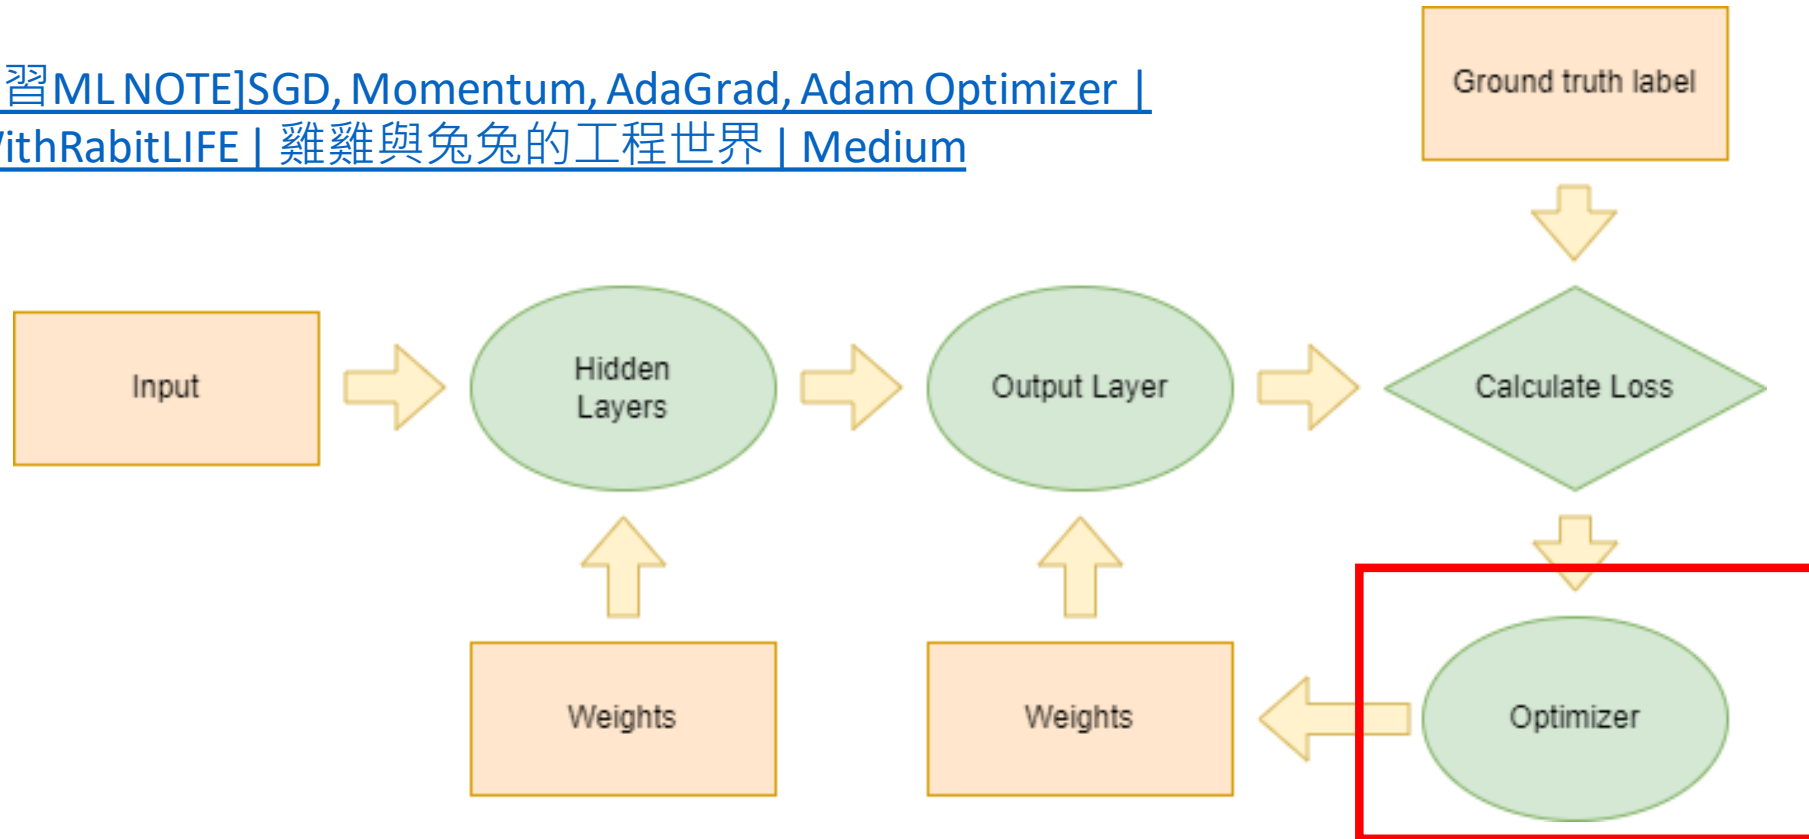 習ML NOTE]SGD, Momentum, AdaGrad, Adam Optimizer |
WithRabitLIFE | 雞雞與兔兔的工程世界 | Medium
Ground truth label
Input
Hidden
Layers
Output Layer
Calculate Loss
Weights
Weights
Optimizer